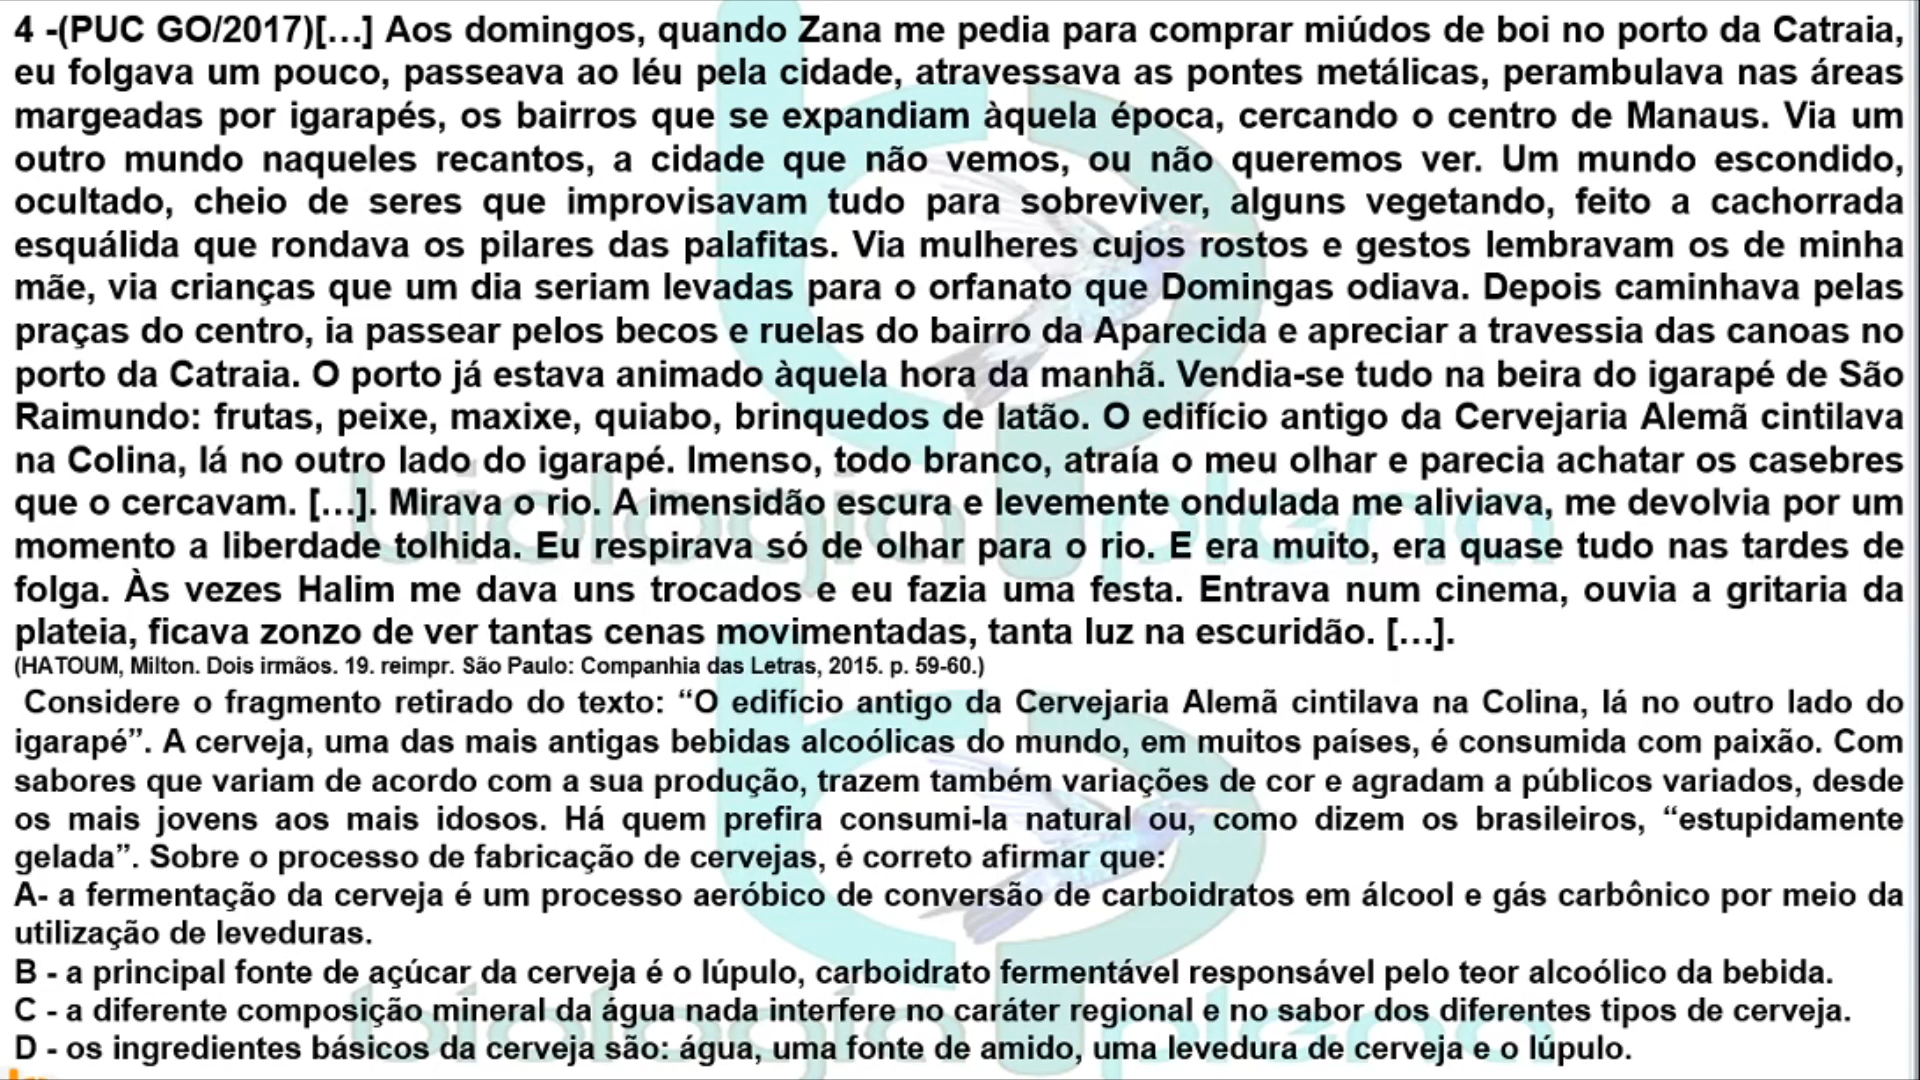 4 -(PUC GO/2017)[…] Aos domingos, quando Zana me pedia para comprar miúdos de boi no porto da Catraia,
eu folgava um pouco, passeava ao léu pela cidade, atravessava as pontes metálicas, perambulava nas áreas
margeadas por igarapés, os bairros que se expandiam àquela época, cercando o centro de Manaus. Via um
outro mundo naqueles recantos, a cidade que não vemos, ou não queremos ver. Um mundo escondido,
ocultado, cheio de seres que improvisavam tudo para sobreviver, alguns vegetando, feito a cachorrada
esquálida que rondava os pilares das palafitas. Via mulheres cujos rostos e gestos lembravam os de minha
mãe, via crianças que um dia seriam levadas para o orfanato que Domingas odiava. Depois caminhava pelas
praças do centro, ia passear pelos becos e ruelas do bairro da Aparecida e apreciar a travessia das canoas no
porto da Catraia. O porto já estava animado àquela hora da manhã. Vendia-se tudo na beira do igarapé de São
Raimundo: frutas, peixe, maxixe, quiabo, brinquedos de latão. O edifício antigo da Cervejaria Alemã cintilava
na Colina, lá no outro lado do igarapé. Imenso, todo branco, atraía o meu olhar e parecia achatar os casebres
que o cercavam. […]. Mirava o rio. A imensidão escura e levemente ondulada me aliviava, me devolvia por um
momento a liberdade tolhida. Eu respirava só de olhar para o rio. E era muito, era quase tudo nas tardes de
folga. Às vezes Halim me dava uns trocados e eu fazia uma festa. Entrava num cinema, ouvia a gritaria da
plateia, ficava zonzo de ver tantas cenas movimentadas, tanta luz na escuridão. […].
(HATOUM, Milton. Dois irmãos. 19. reimpr. São Paulo: Companhia das Letras, 2015. p. 59-60.)
Considere o fragmento retirado do texto: “O edifício antigo da Cervejaria Alemã cintilava na Colina, lá no outro lado do
igarapé”. A cerveja, uma das mais antigas bebidas alcoólicas do mundo, em muitos países, é consumida com paixão. Com
sabores que variam de acordo com a sua produção, trazem também variações de cor e agradam a públicos variados, desde
os mais jovens aos mais idosos. Há quem prefira consumi-la natural ou, como dizem os brasileiros, “estupidamente
gelada”. Sobre o processo de fabricação de cervejas, é correto afirmar que:
A- a fermentação da cerveja é um processo aeróbico de conversão de carboidratos em álcool e gás carbônico por meio da
utilização de leveduras.
B - a principal fonte de açúcar da cerveja é o lúpulo, carboidrato fermentável responsável pelo teor alcoólico da bebida.
C - a diferente composição mineral da água nada interfere no caráter regional e no sabor dos diferentes tipos de cerveja.
D - os ingredientes básicos da cerveja são: água, uma fonte de amido, uma levedura de cerveja e o lúpulo.
biologia plena
biologia plena